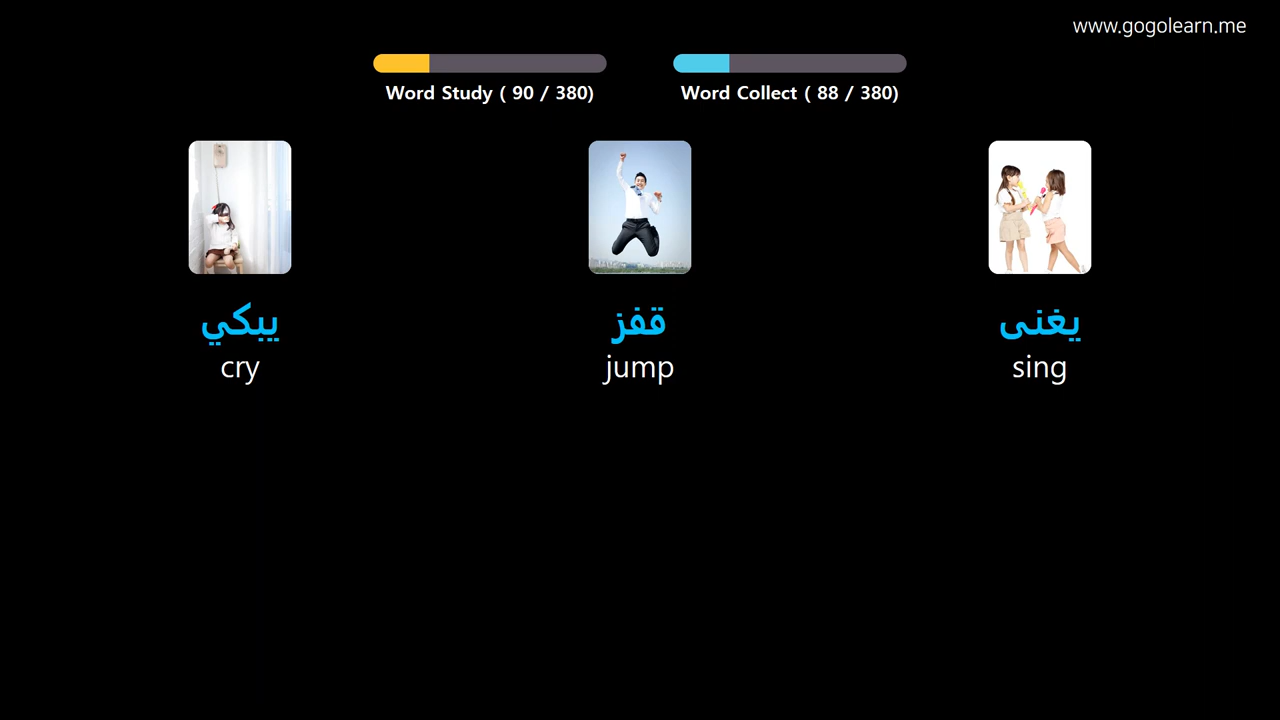 www.gogolearn.me
Word Study ( 90 / 380)
Word Collect ( 88 / 380)
يبكي
cry
قفز
jump
يغنى
sing